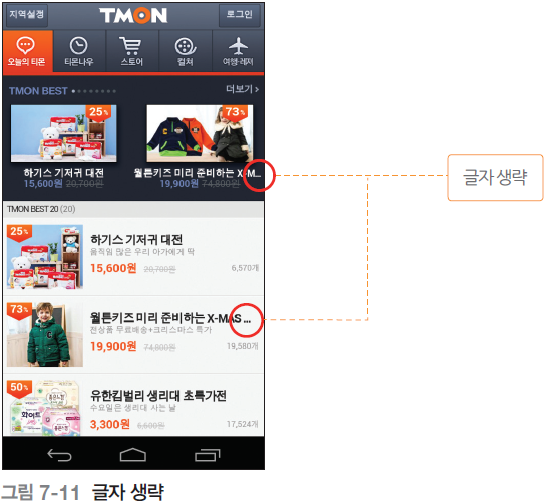 지역설정
TMON
로그인
오늘의 티몬
티몬나우
스토어
컬쳐
여행·레저
TMON BEST
더보기 >
25%
73%
하기스 기저귀 대전
15,600원 20,700원
월튼키즈 미리 준비하는 X-M...
19,900원 74,800원
글자 생략
TMON BEST 20 (20)
25%
하기스 기저귀 대전
움직임 많은 우리 아가에게 딱
15,600원 20,700원
6,570개
73%
월튼키즈 미리 준비하는 X-MAS ...
전상품 무료배송+크리스마스 특가
19,900원 74,800원
19,580개
50%
유한킴벌리 생리대 초특가전
수요일은 생리대 사는 날
3,300원 6,600원
17,524개
그림 7-11 글자 생략